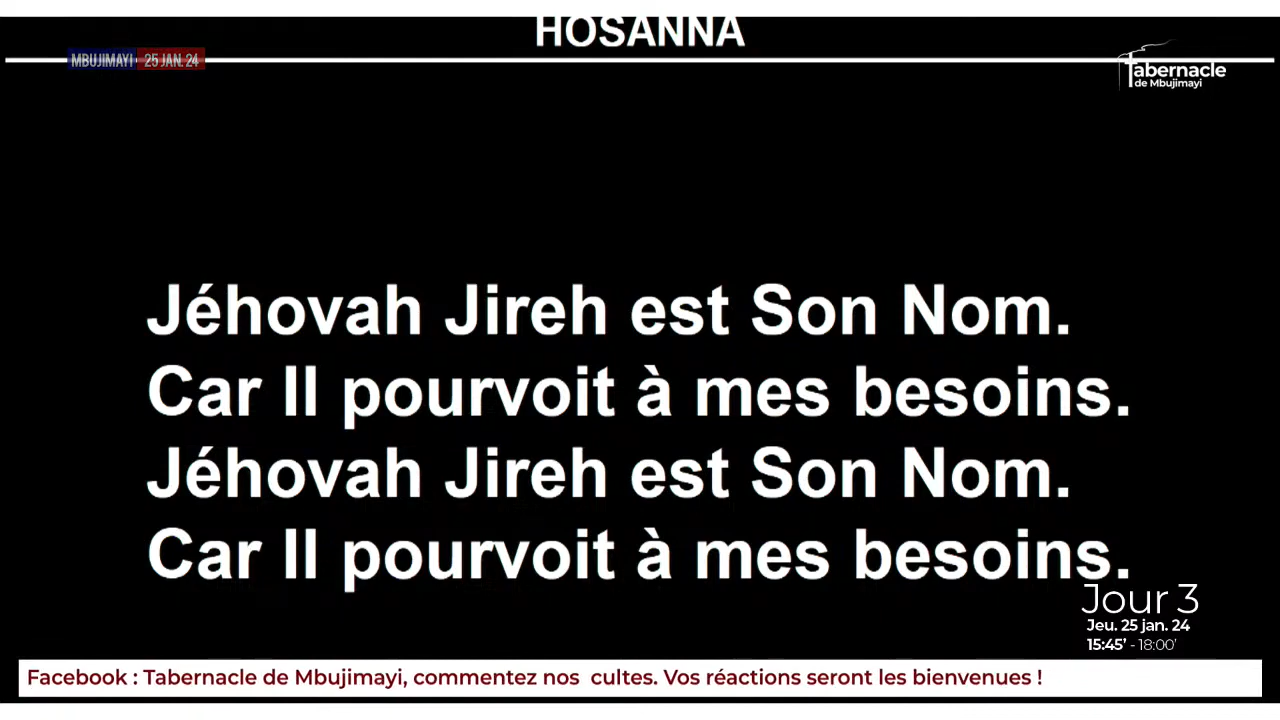 HOSANNA
MBUJIMAYI 25 JAN. 24
Tabernacle
de Mbujimayi
Jéhovah Jireh est Son Nom.
Car Il pourvoit à mes besoins.
Jéhovah Jireh est Son Nom.
Car Il pourvoit à mes besoins.
Jour 3
Jeu. 25 jan. 24
15:45’ - 18:00’
Facebook : Tabernacle de Mbujimayi, commentez nos cultes. Vos réactions seront les bienvenues !